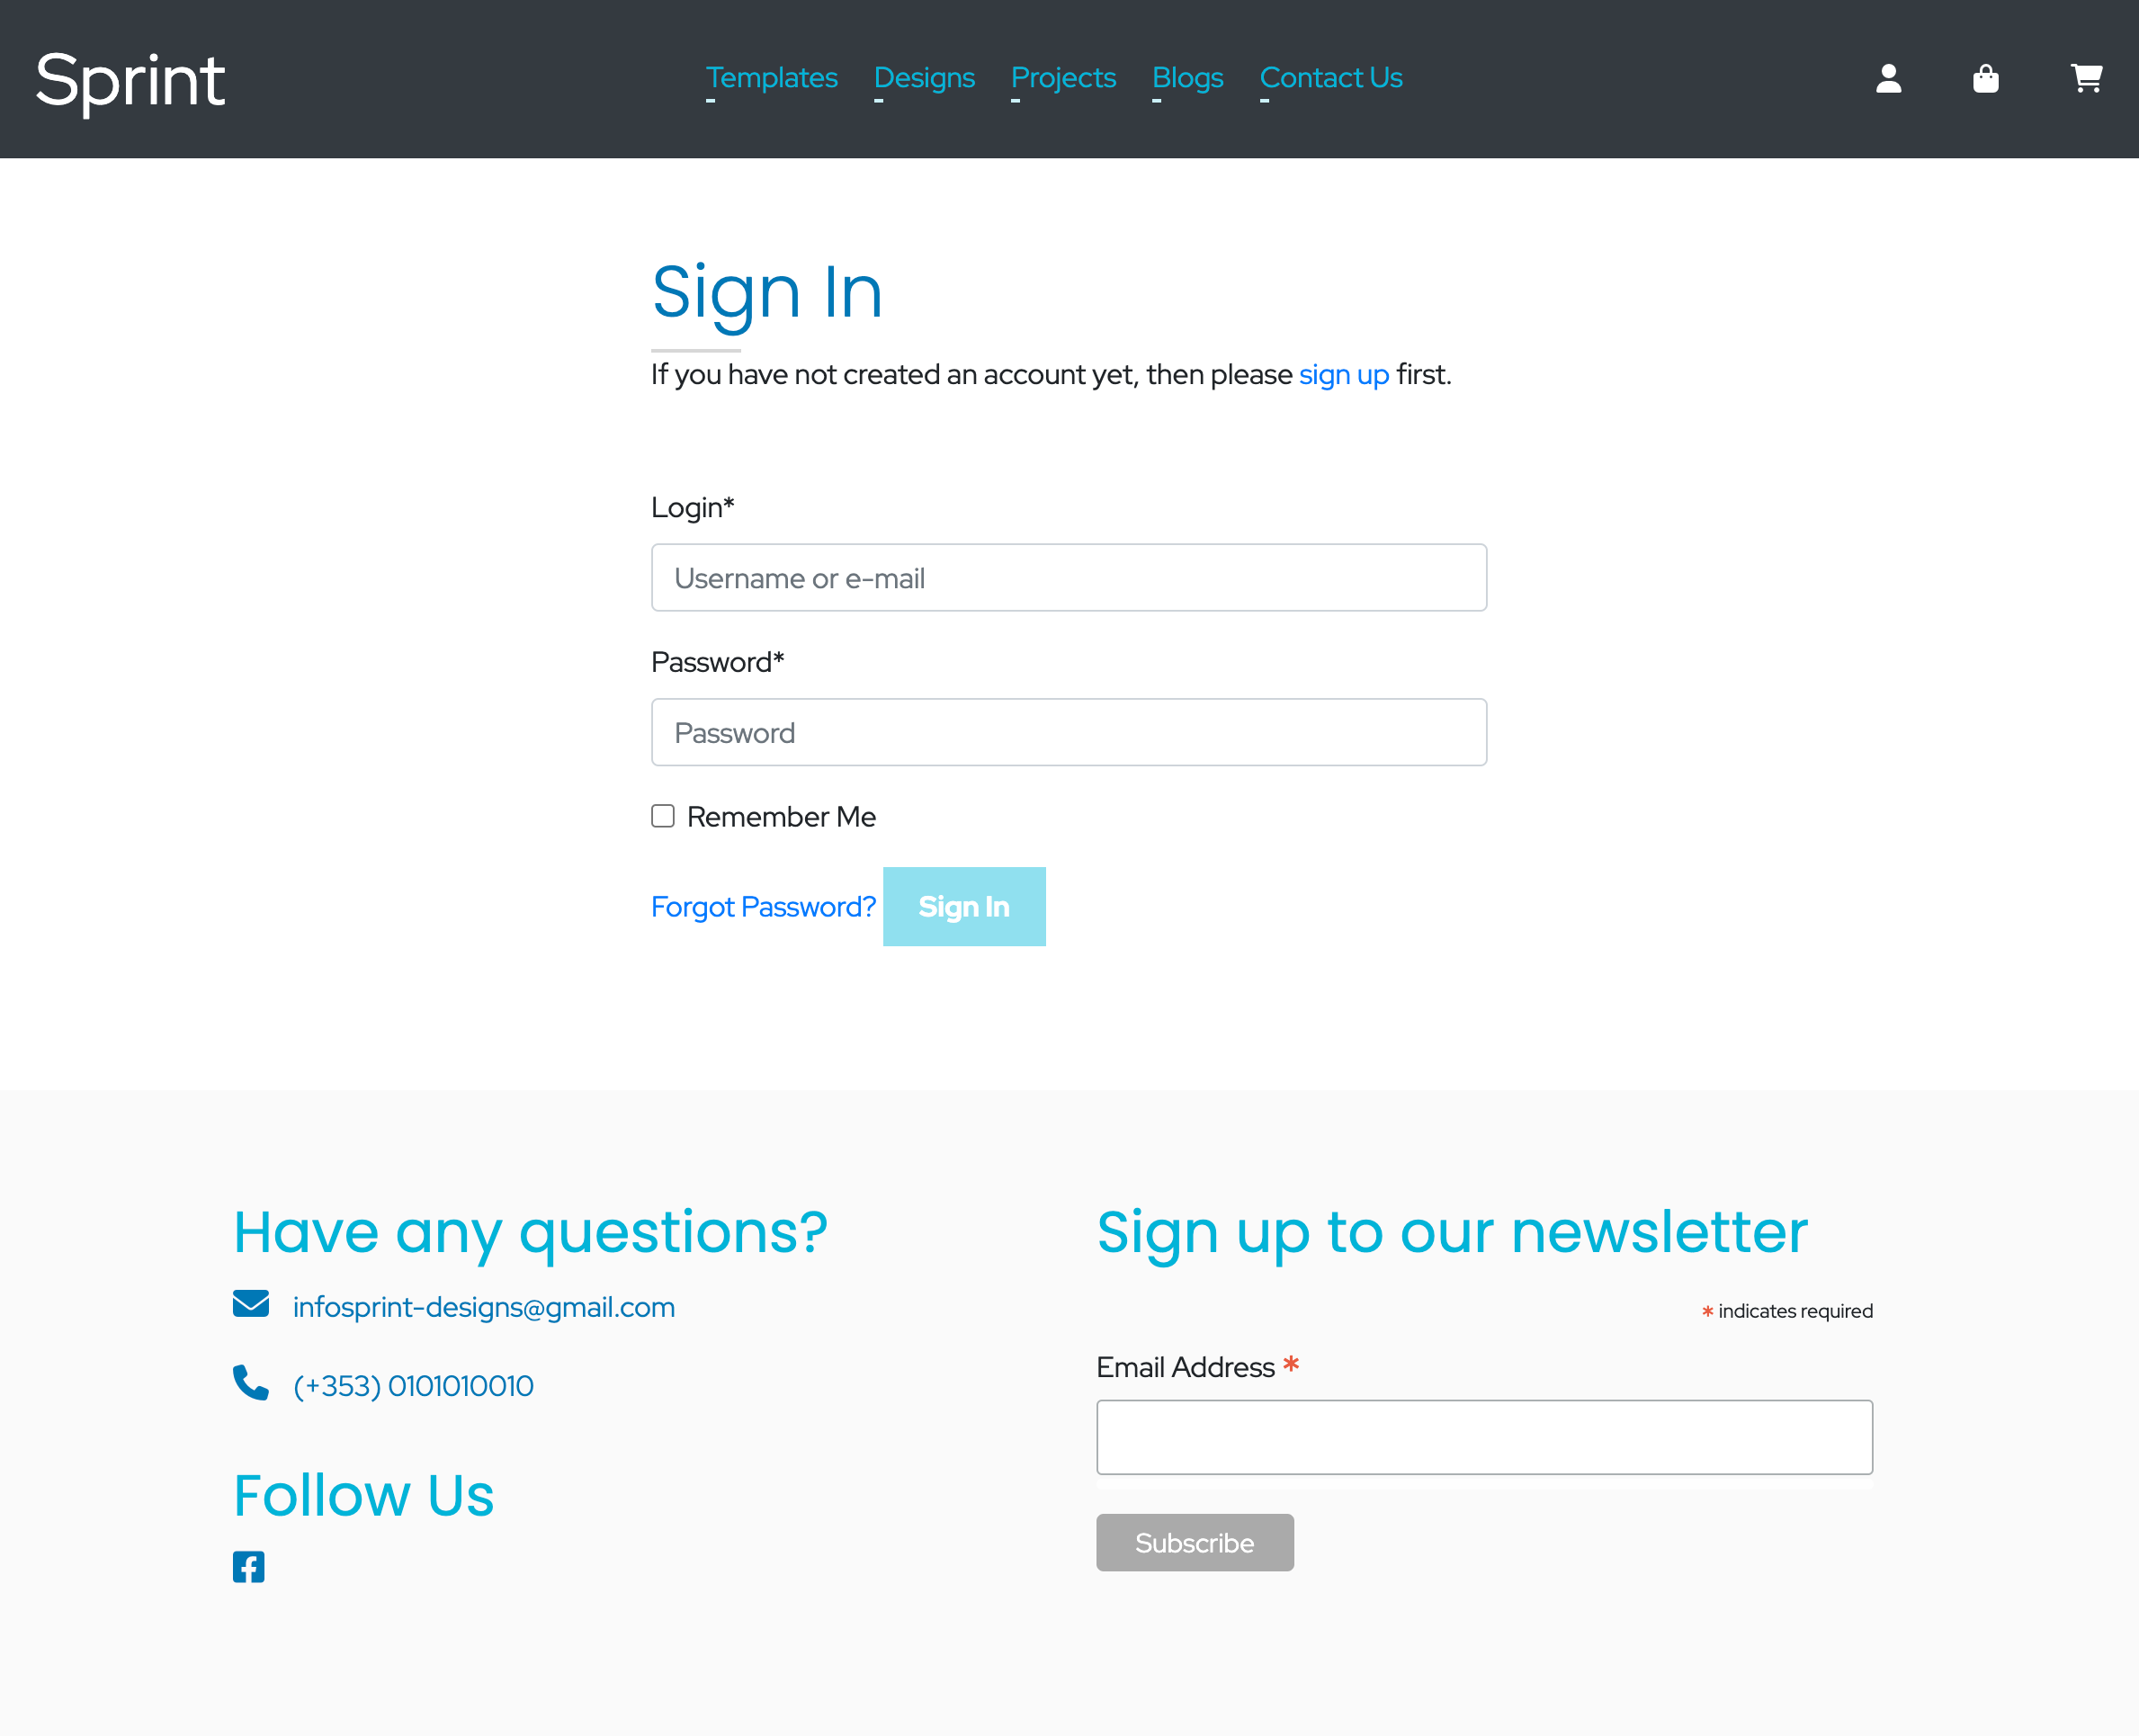 Sprint
Templates Designs Projects Blogs Contact Us
Sign In
If you have not created an account yet, then please sign up first.
Login*
Username or e-mail
Password*
Password
Remember Me
Forgot Password? Sign In
Have any questions?
infosprint-designs@gmail.com
(+353) 0101010010
Follow Us
Sign up to our newsletter
* indicates required
Email Address *
Subscribe